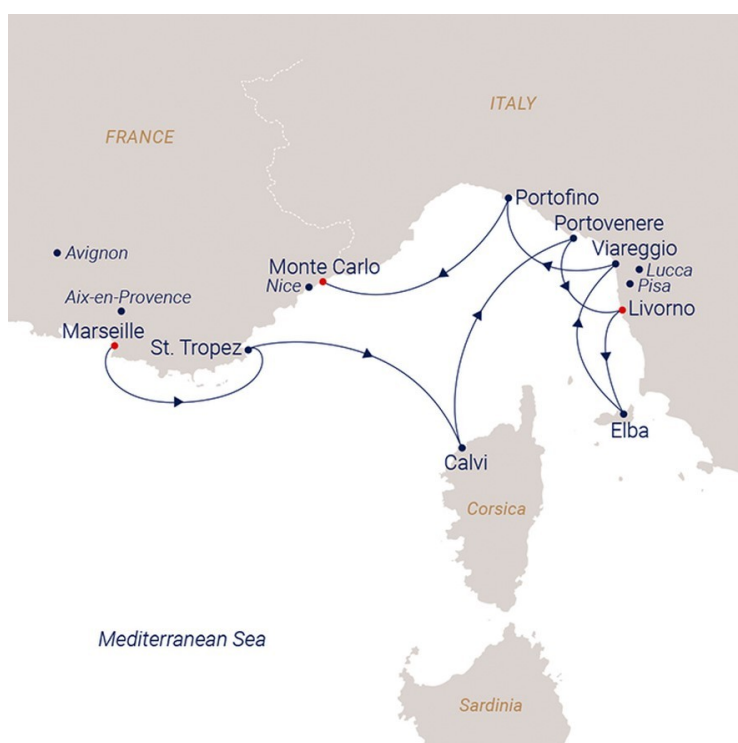 ITALY
FRANCE
Portofino
Portovenere
Viareggio
Avignon
Monte Carlo
Lucca
Nice
Pisa
Aix-en-Provence
Livorno
Marseille
St. Tropez
Elba
Calvi
Corsica
Mediterranean Sea
Sardinia